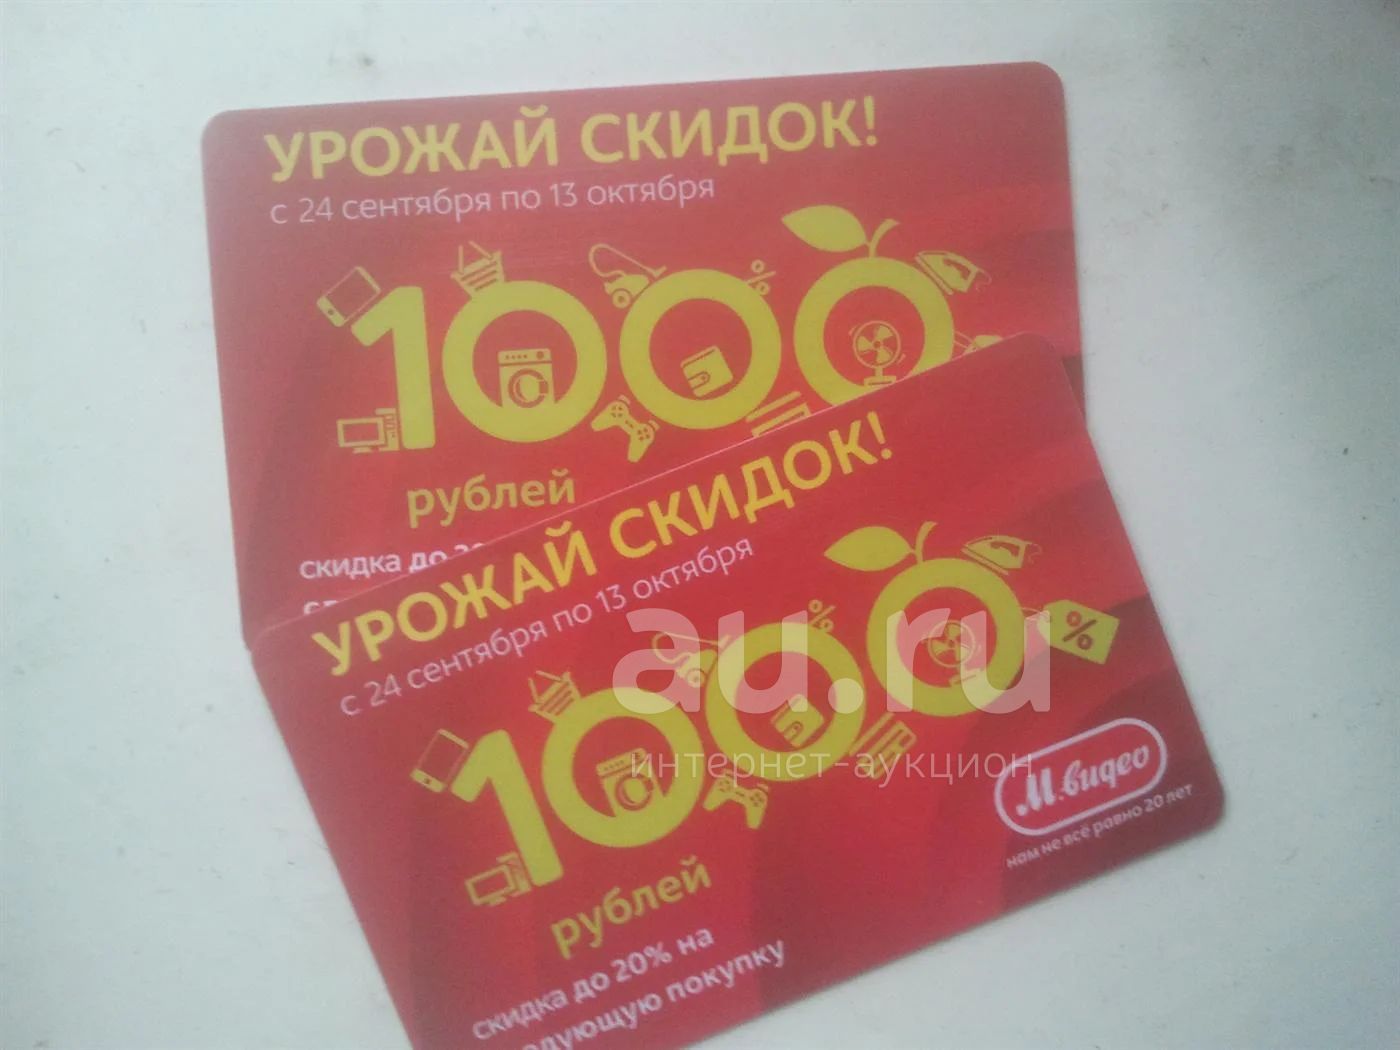 УРОЖАЙ СКИДОК!
с 24 сентября по 13 октября
1000
рублей
скидка до
УРОЖАЙ СКИДОК!
с 24 сентября по 13 октября
%
1000
%
рублей
скидка до 20% на
покупку
М.видео
нам не всё равно 20 лет
au.ru
интернет-аукцион